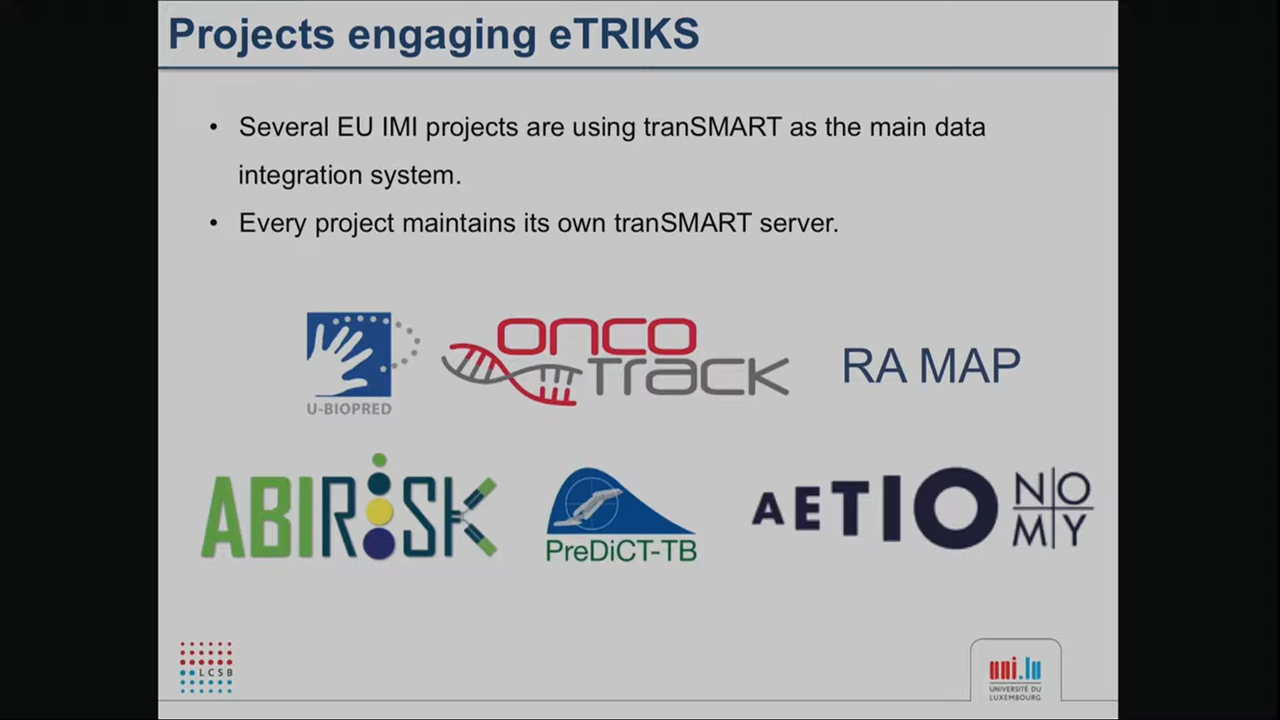 Projects engaging eTRIKS
• Several EU IMI projects are using tranSMART as the main data
integration system.
• Every project maintains its own tranSMART server.
U-BIOPRED
ONCO
TRACK
RA MAP
ABIRISK
PreDiCT-TB
AETIO
NO
MY
LCSB
uni.lu
UNIVERSITÉ DU
LUXEMBOURG